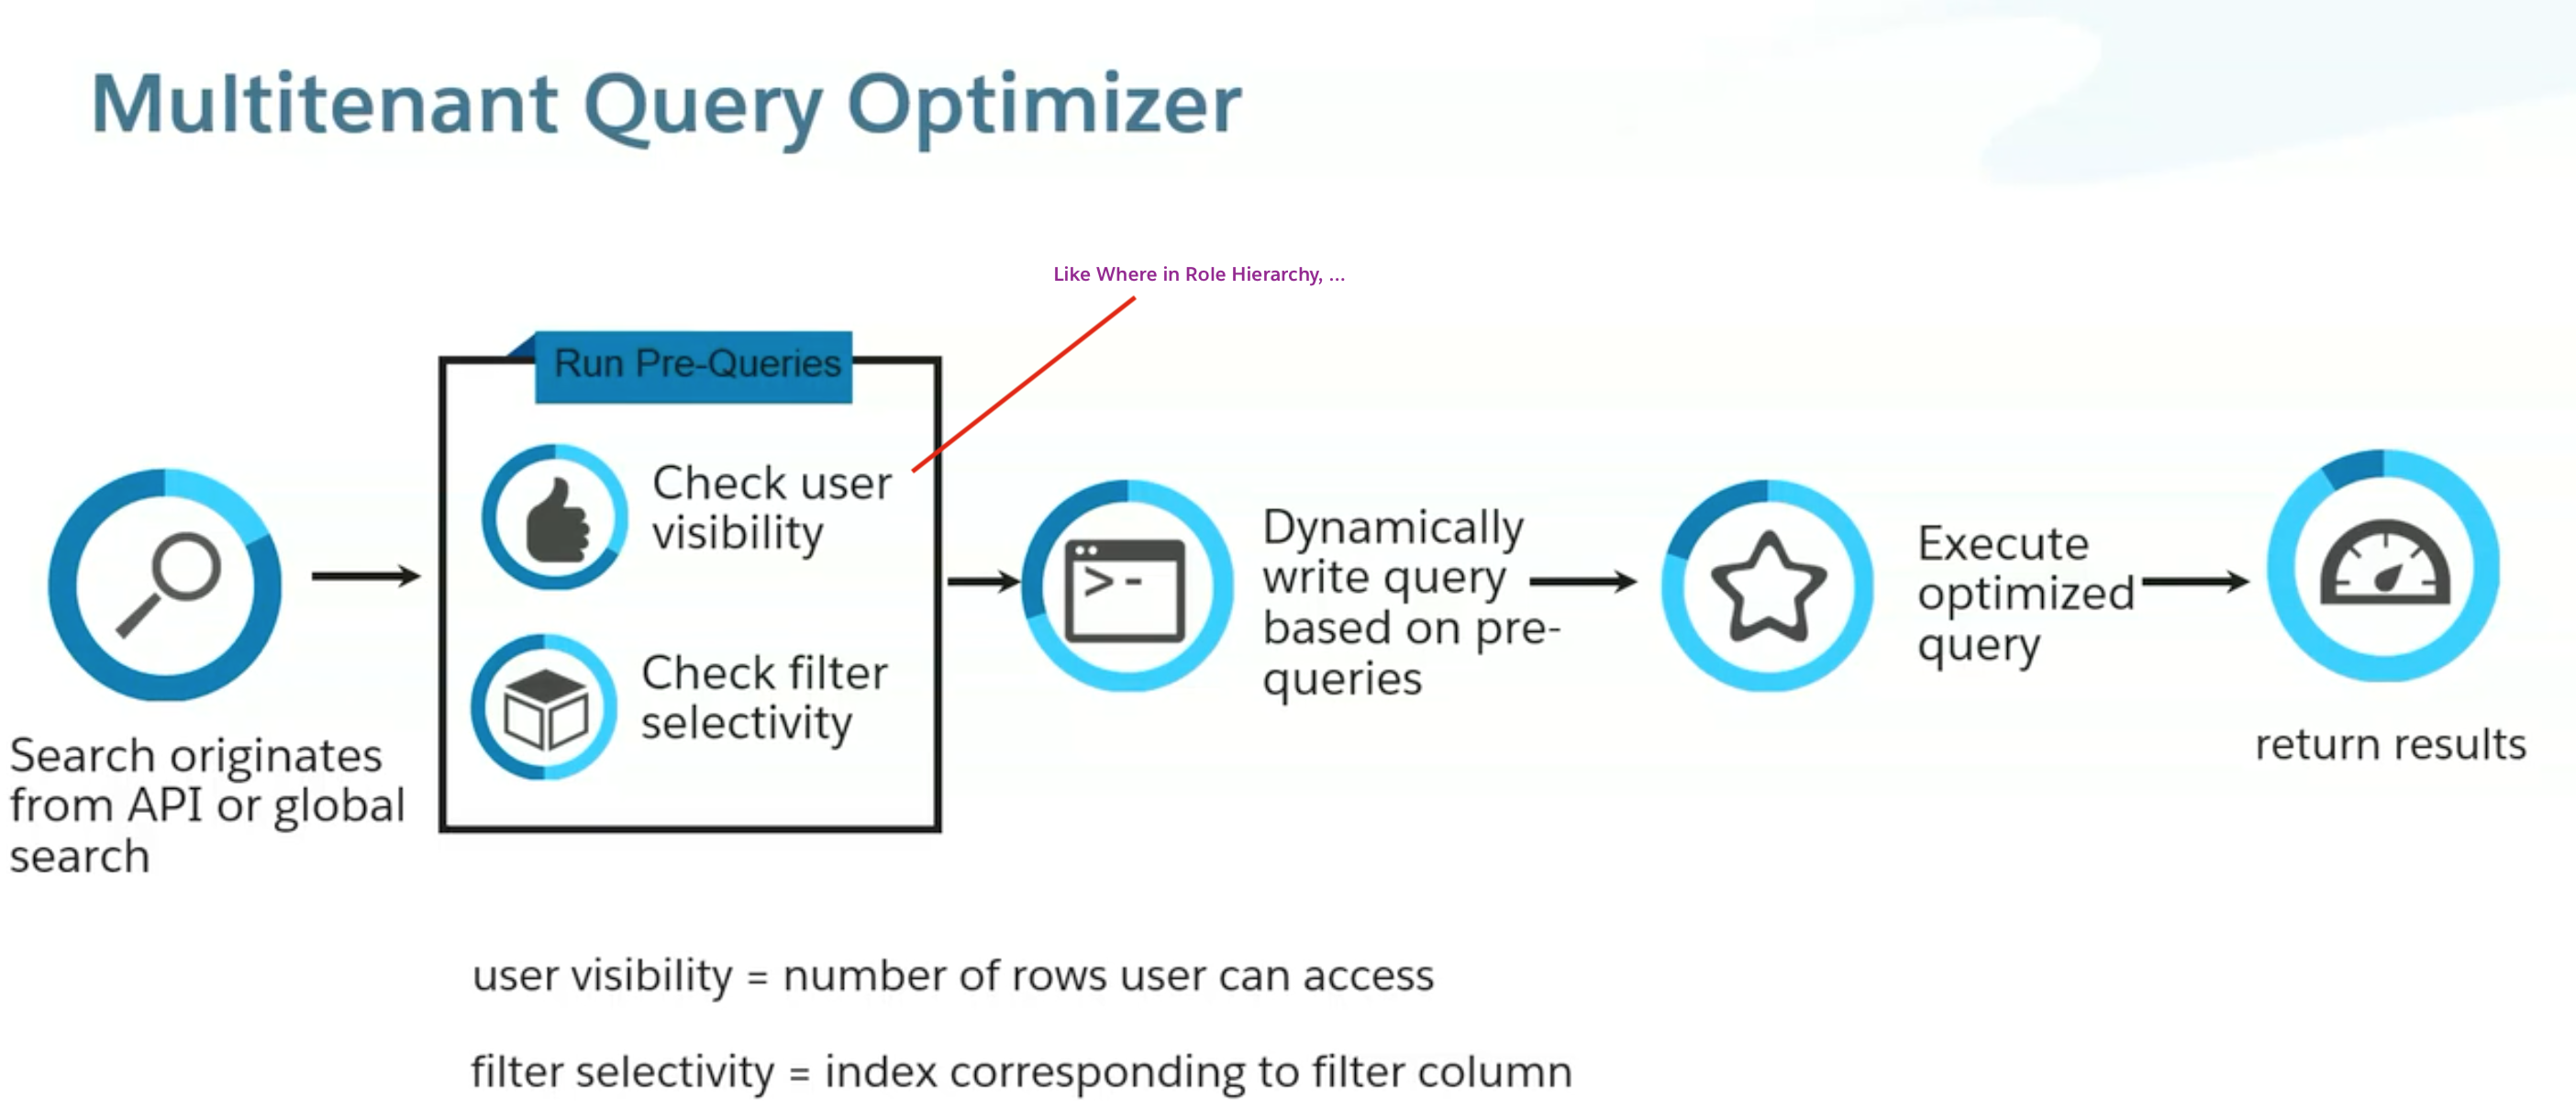 Multitenant Query Optimizer
Like Where in Role Hierarchy, ...
Run Pre-Queries
Check user
visibility
Check filter
selectivity
Search originates
from API or global
search
>-
Dynamically
write query
based on pre-
queries
Execute
optimized
query
return results
user visibility = number of rows user can access
filter selectivity = index corresponding to filter column